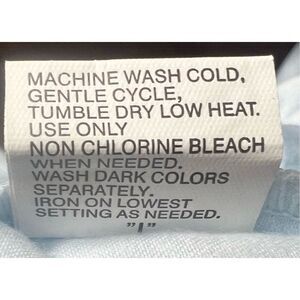 MACHINE WASH COLD,
GENTLE CYCLE,
TUMBLE DRY LOW HEAT.
USE ONLY
NON CHLORINE BLEACH
WHEN NEEDED.
WASH DARK COLORS
SEPARATELY.
IRON ON LOWEST
SETTING AS NEEDED.
"I"